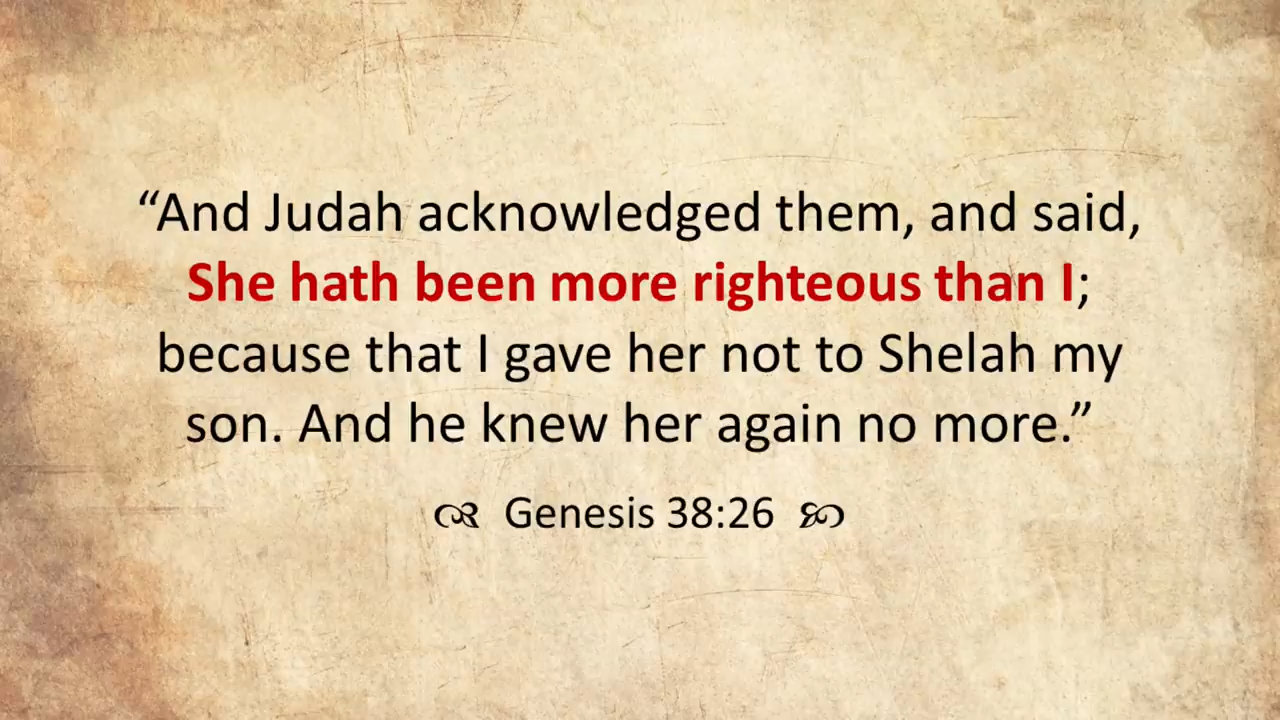 “And Judah acknowledged them, and said,
She hath been more righteous than I;
because that I gave her not to Shelah my
son. And he knew her again no more.”
Genesis 38:26